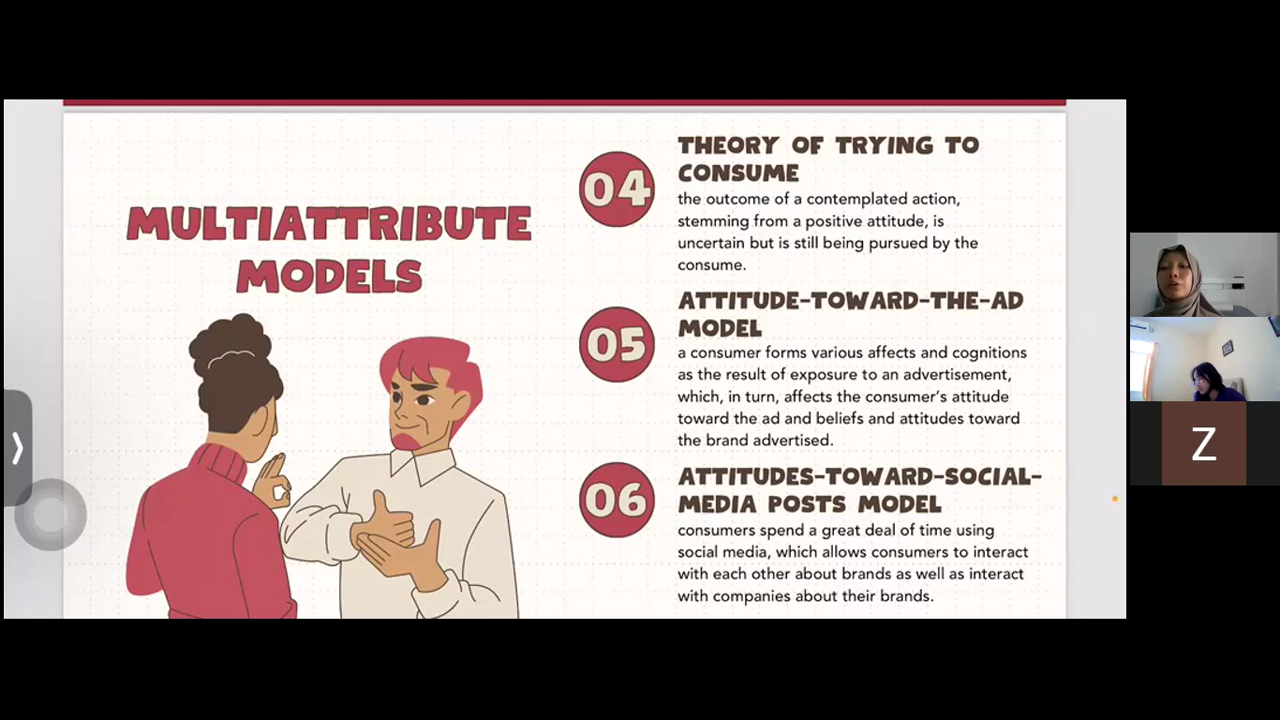 MULTIATTRIBUTE
MODELS
04
THEORY OF TRYING TO
CONSUME
the outcome of a contemplated action,
stemming from a positive attitude, is
uncertain but is still being pursued by the
consume.
05
ATTITUDE-TOWARD-THE-AD
MODEL
a consumer forms various affects and cognitions
as the result of exposure to an advertisement,
which, in turn, affects the consumer's attitude
toward the ad and beliefs and attitudes toward
the brand advertised.
06
ATTITUDES-TOWARD-SOCIAL-
MEDIA POSTS MODEL
consumers spend a great deal of time using
social media, which allows consumers to interact
with each other about brands as well as interact
with companies about their brands.
Z